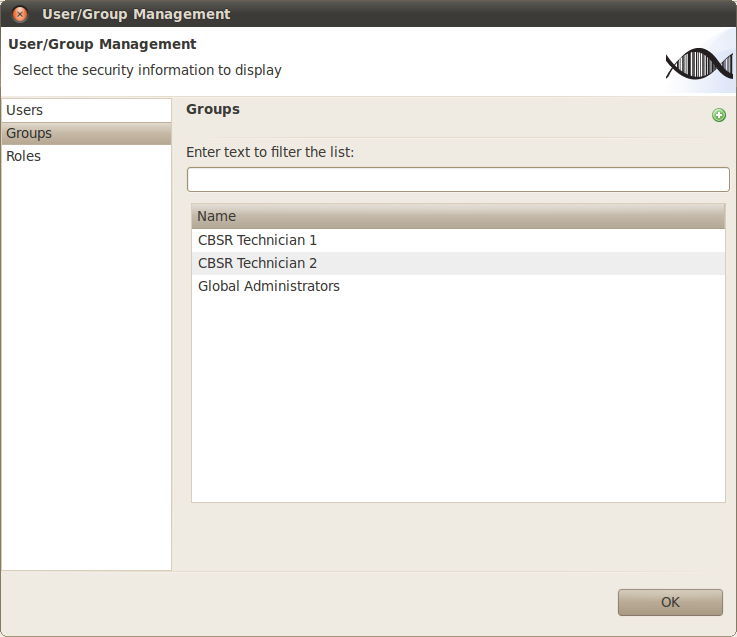 User/Group Management
User/Group Management
Select the security information to display
Users
Groups
Roles
Groups
Enter text to filter the list:
Name
CBSR Technician 1
CBSR Technician 2
Global Administrators
OK